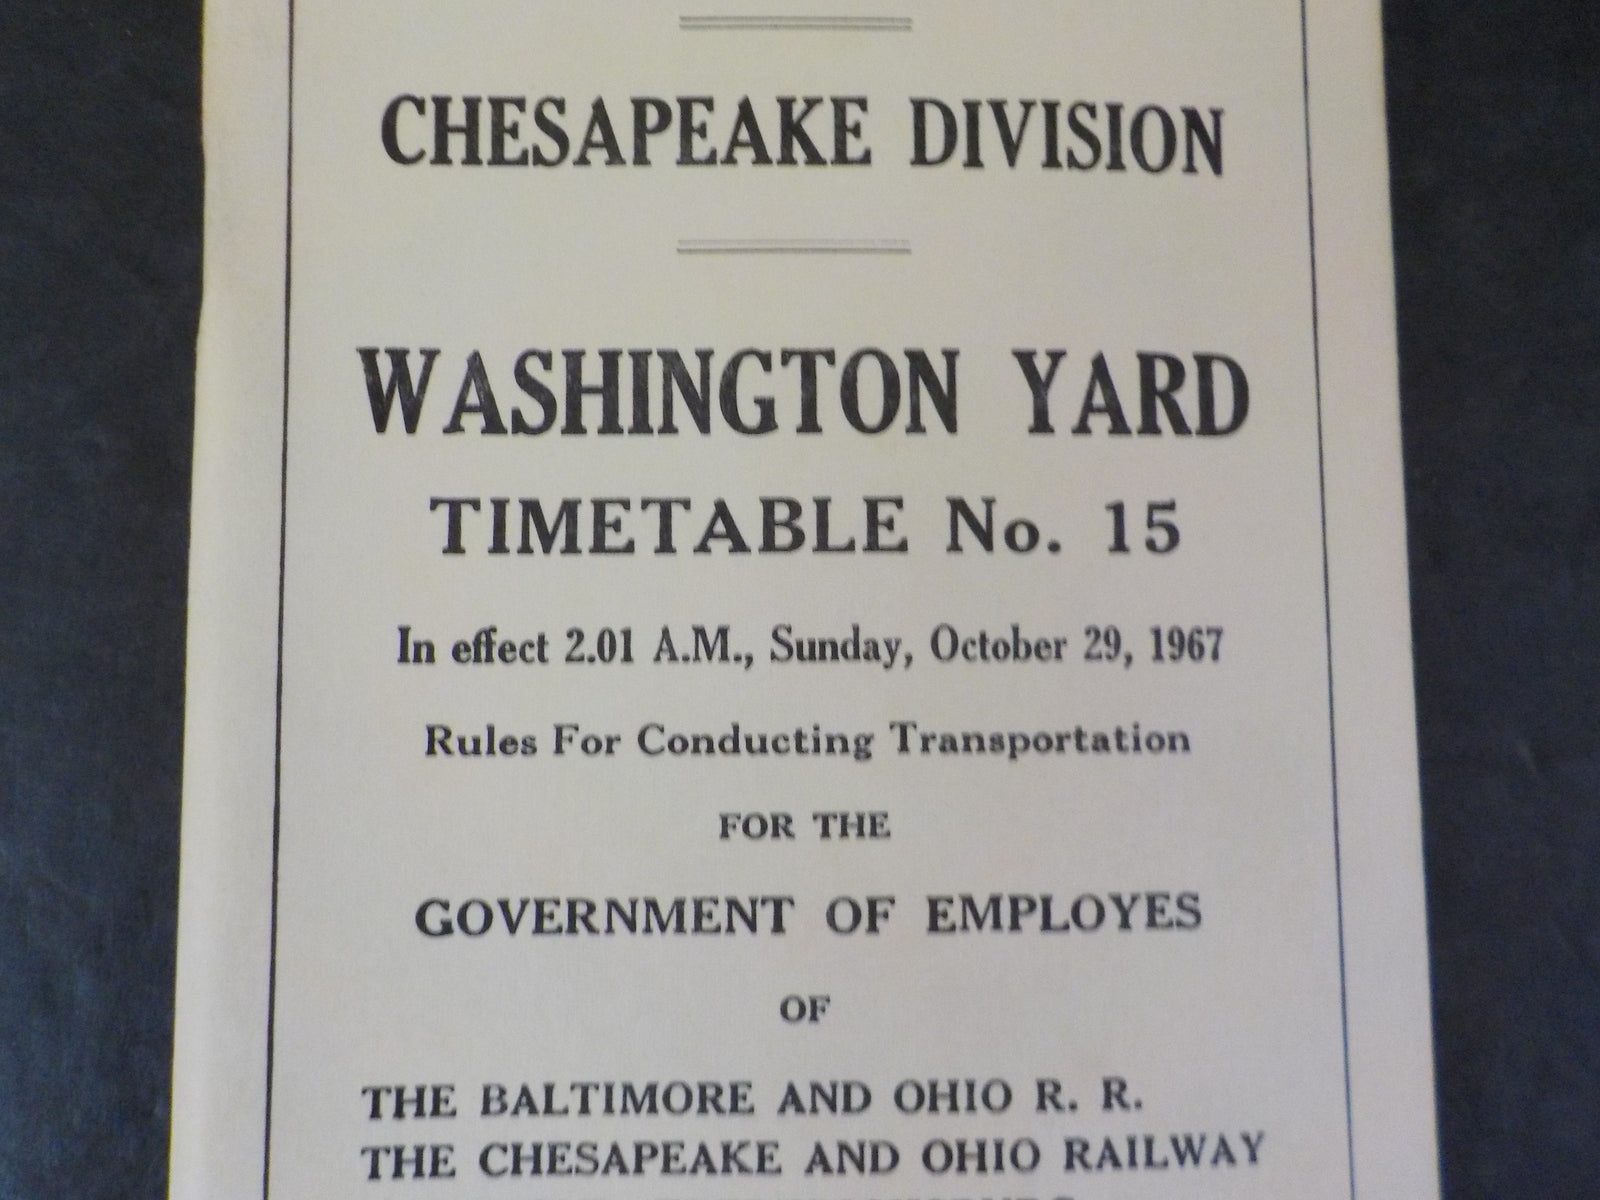 CHESAPEAKE DIVISION
WASHINGTON YARD
TIMETABLE No. 15
In effect 2.01 A.M., Sunday, October 29, 1967
Rules For Conducting Transportation
FOR THE
GOVERNMENT OF EMPLOYES
OF
THE BALTIMORE AND OHIO R. R.
THE CHESAPEAKE AND OHIO RAILWAY